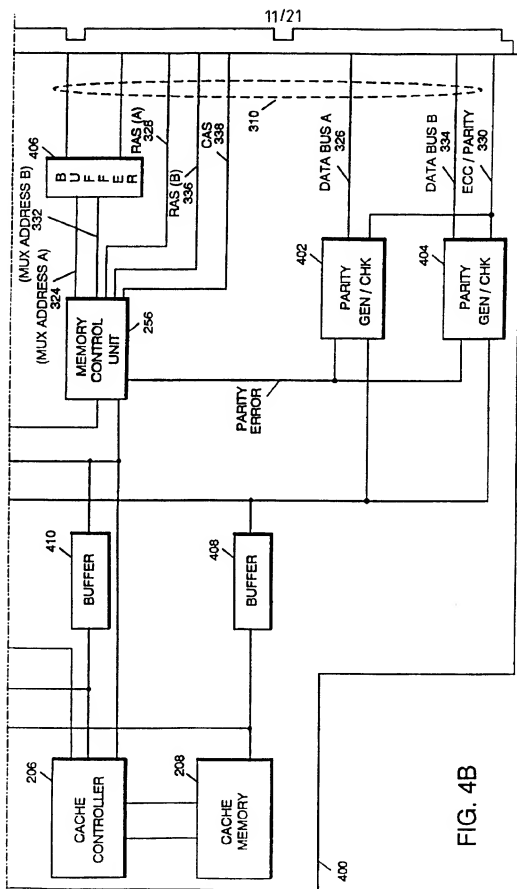 11/21
406
BUFFER
(MUX ADDRESS B)
332
(MUX ADDRESS A)
324
RAS (A)
328
RAS (B)
336
CAS
338
310
DATA BUS A
326
DATA BUS B
334
ECC / PARITY
330
MEMORY
CONTROL
UNIT
256
402
PARITY
GEN / CHK
404
PARITY
GEN / CHK
PARITY
ERROR
410
BUFFER
408
BUFFER
206
CACHE
CONTROLLER
208
CACHE
MEMORY
400
FIG. 4B